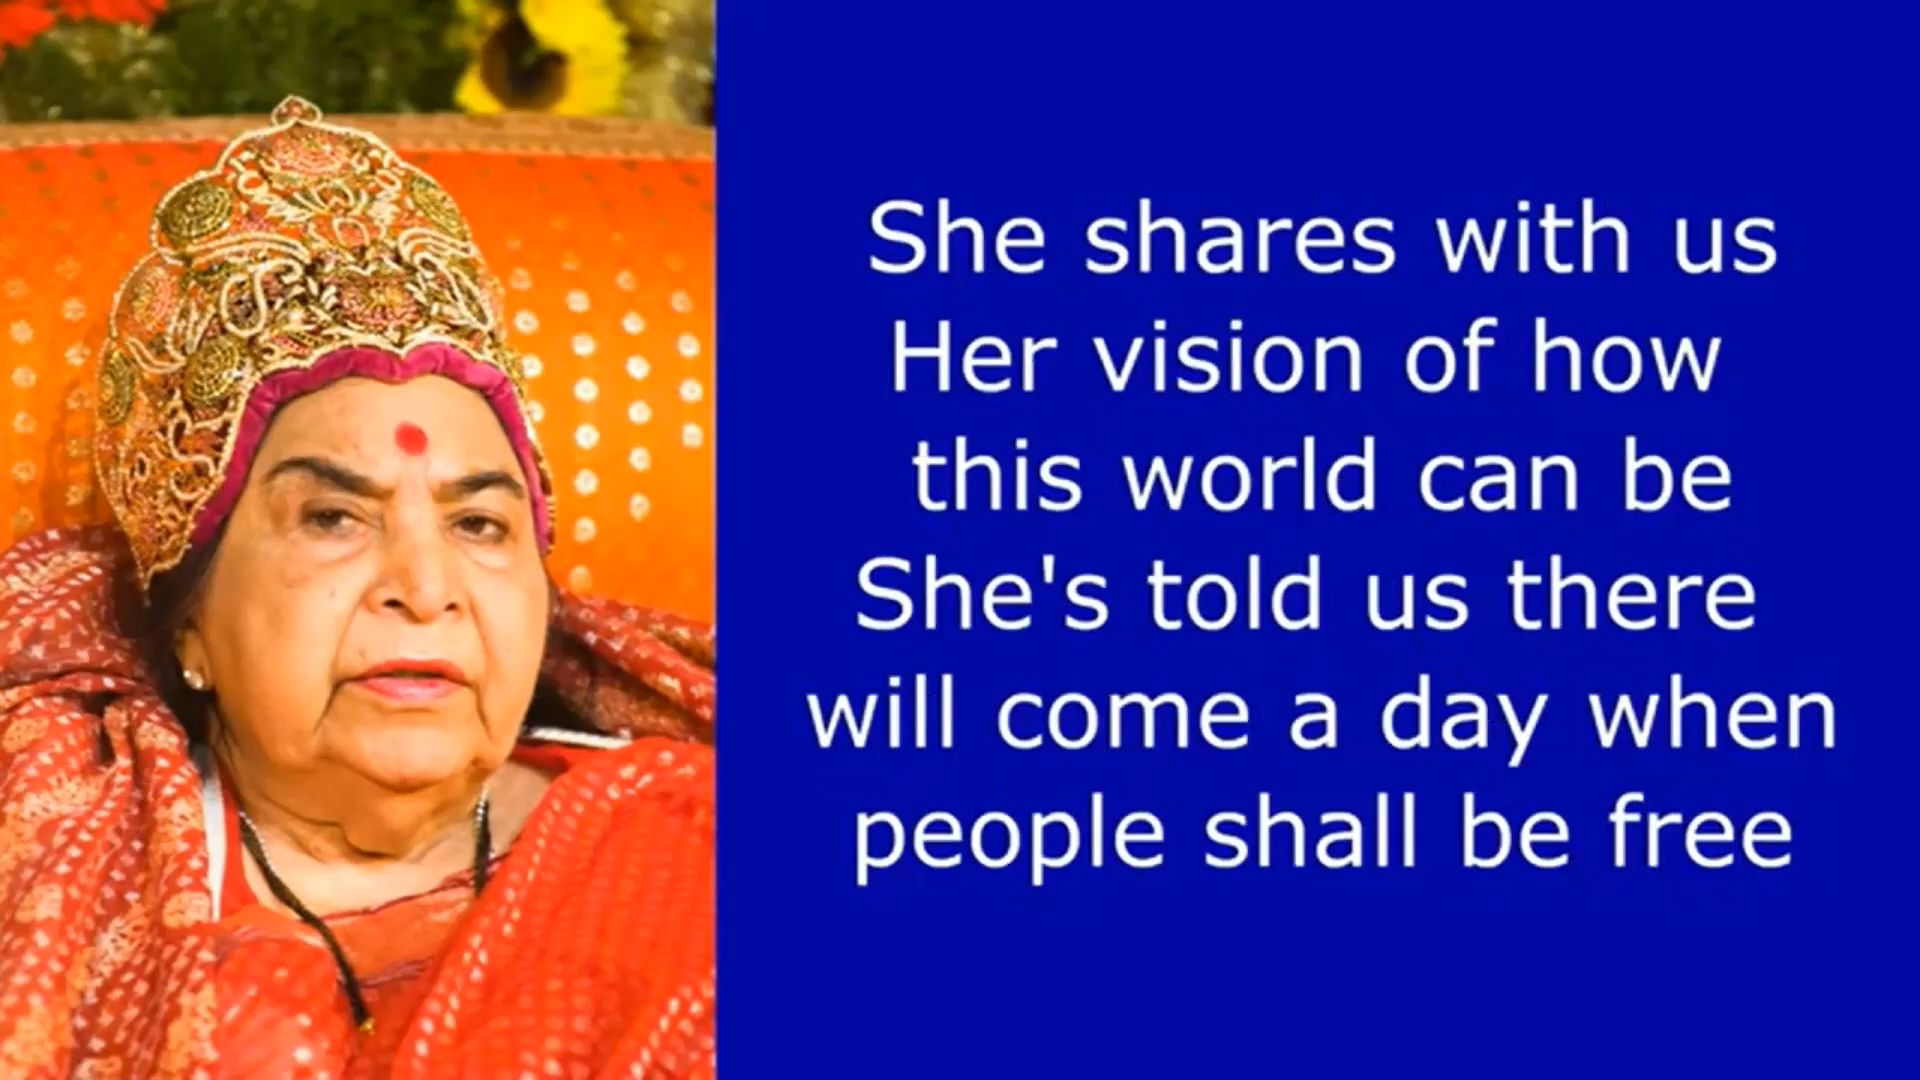 She shares with us
Her vision of how
this world can be
She's told us there
will come a day when
people shall be free